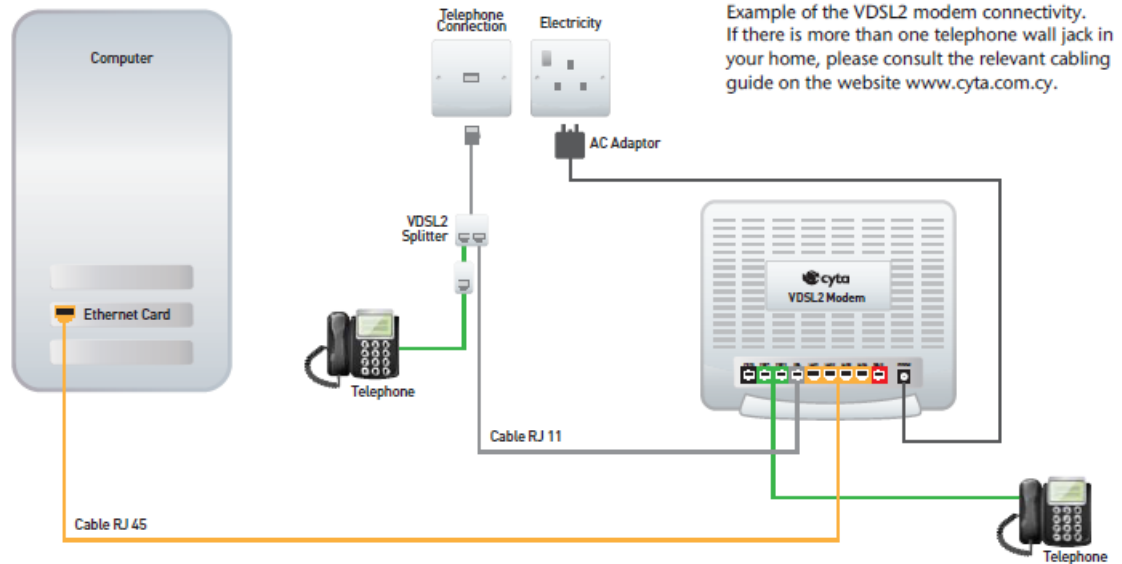 Example of the VDSL2 modem connectivity.
If there is more than one telephone wall jack in
your home, please consult the relevant cabling
guide on the website www.cyta.com.cy.
Telephone
Connection
Electricity
Computer
AC Adaptor
VDSL2
Splitter
cyta
VDSL2 Modem
Ethernet Card
Telephone
Cable RJ 11
Cable RJ 45
Telephone